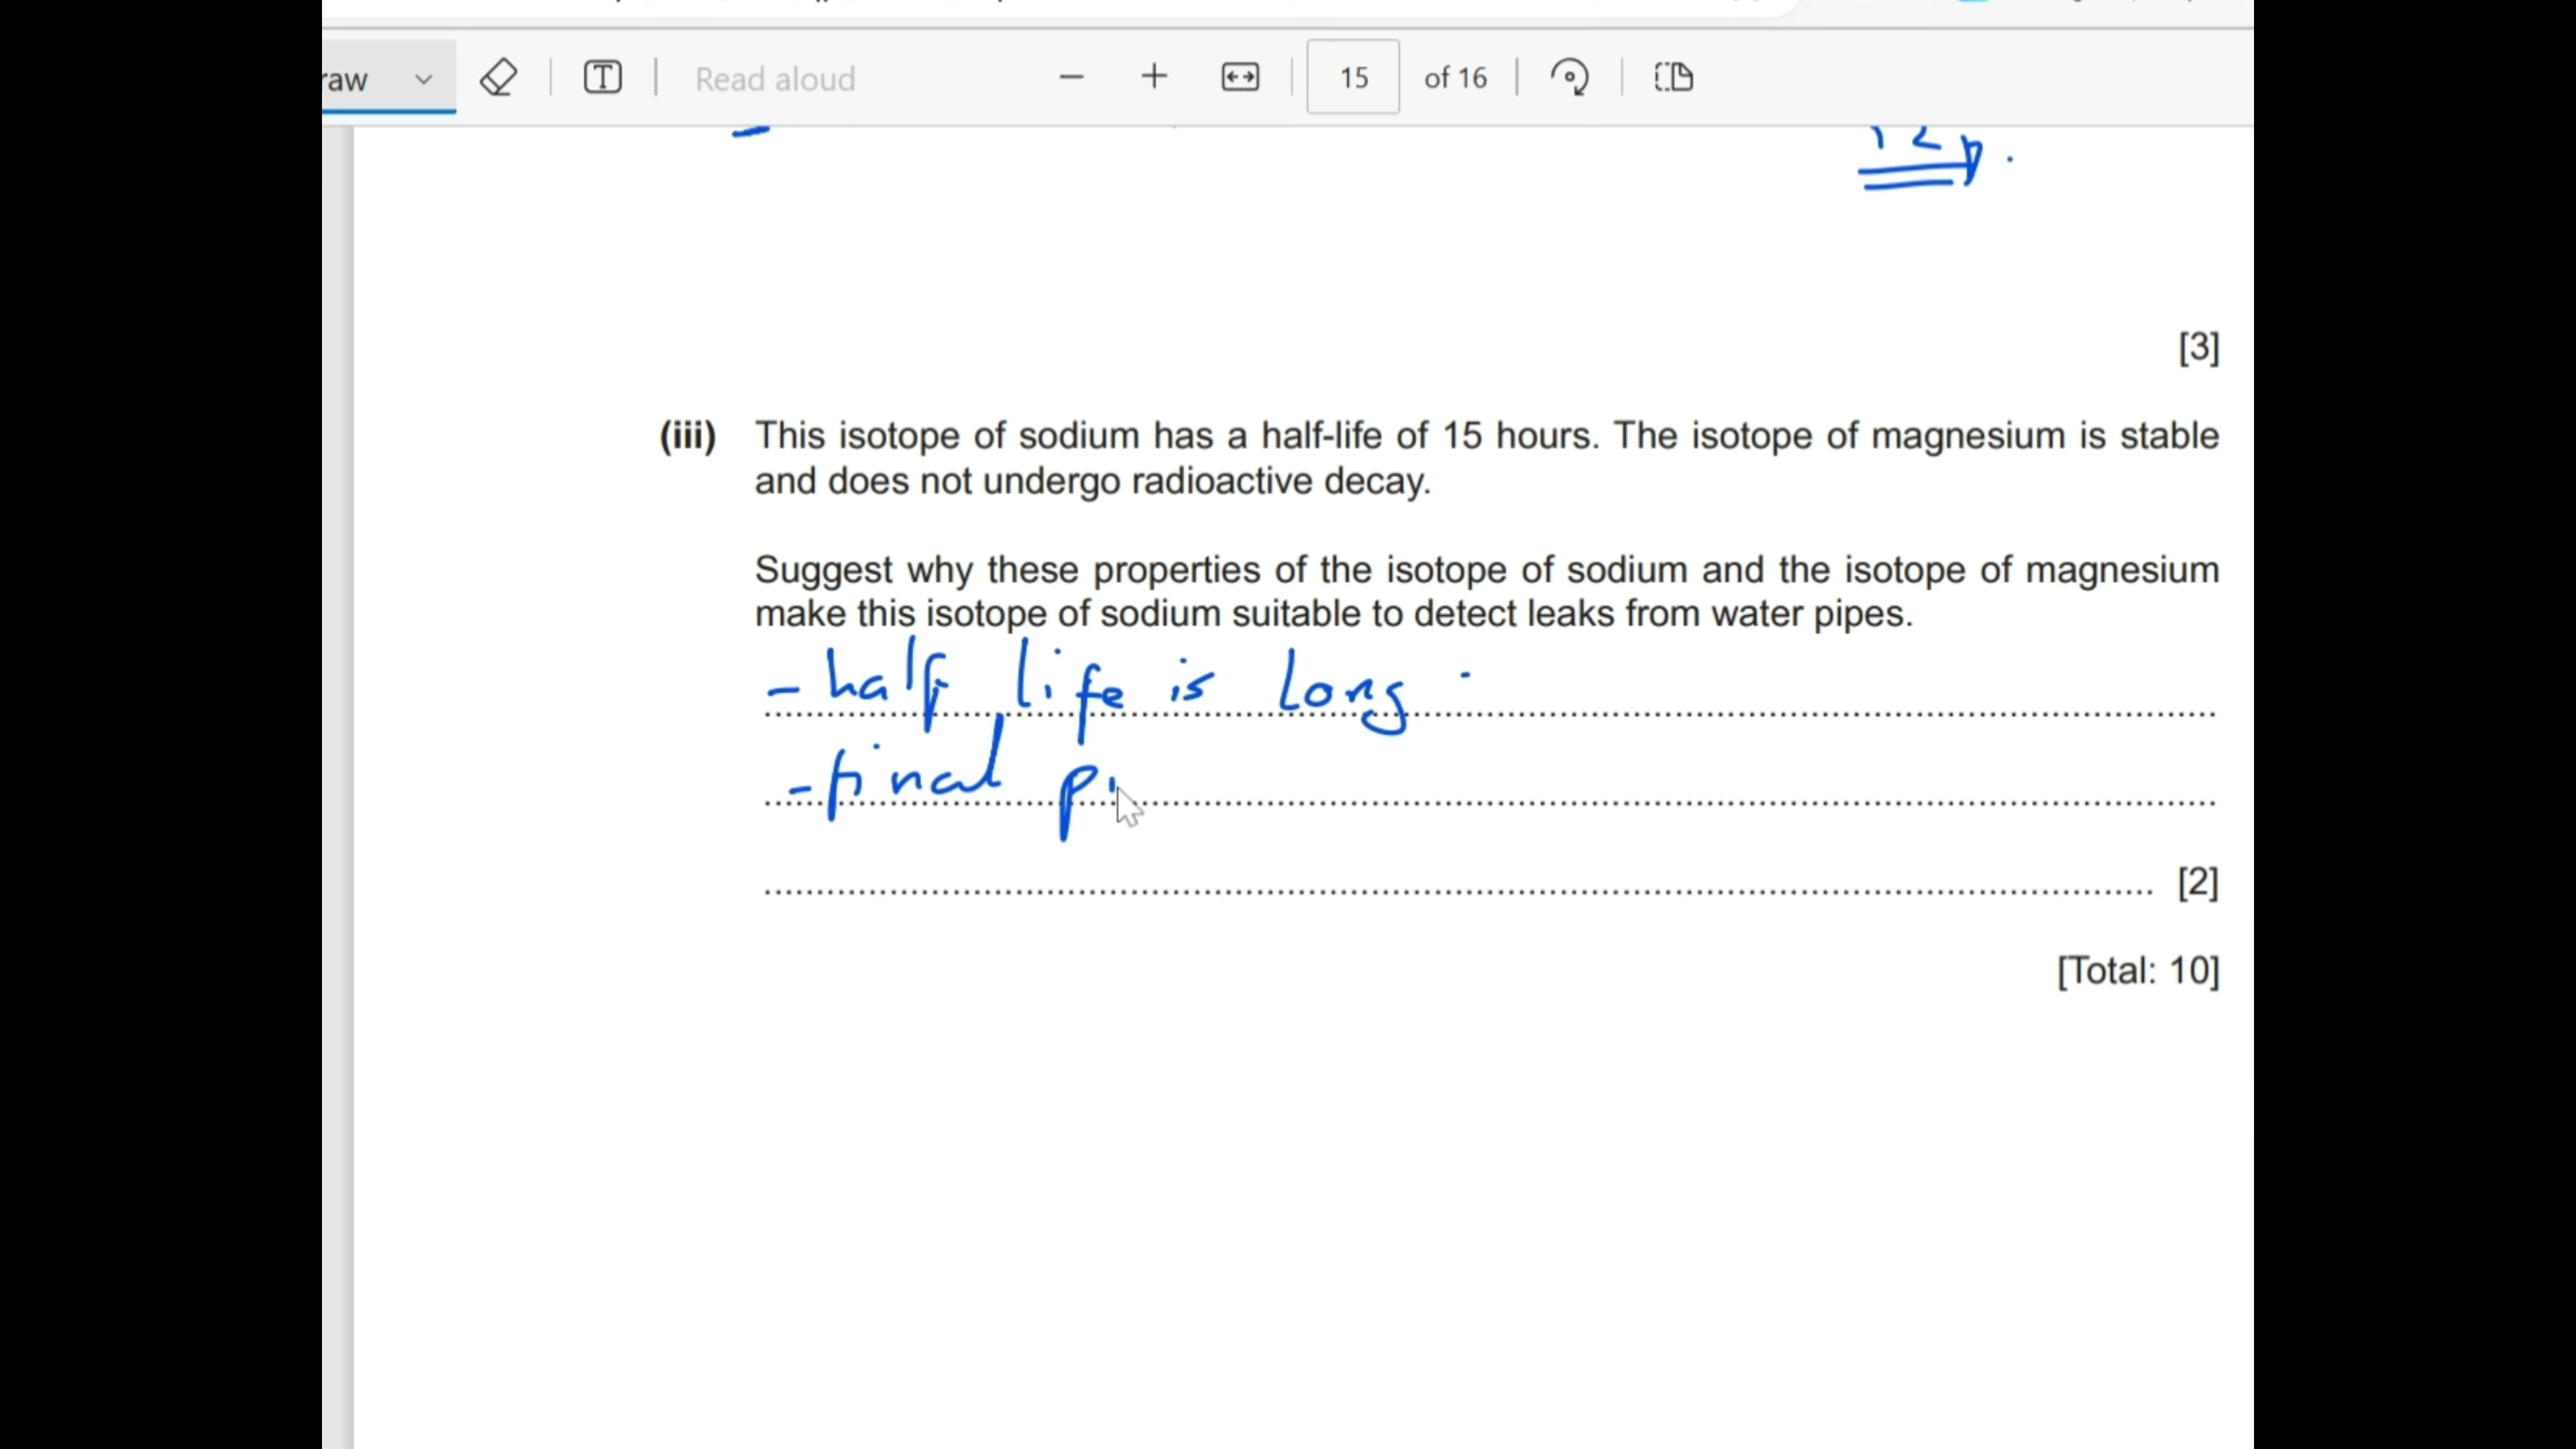 raw
Read aloud
15 of 16
12p.
[3]
(iii) This isotope of sodium has a half-life of 15 hours. The isotope of magnesium is stable
and does not undergo radioactive decay.
Suggest why these properties of the isotope of sodium and the isotope of magnesium
make this isotope of sodium suitable to detect leaks from water pipes.
- half life is long.
- final pr
[2]
[Total: 10]